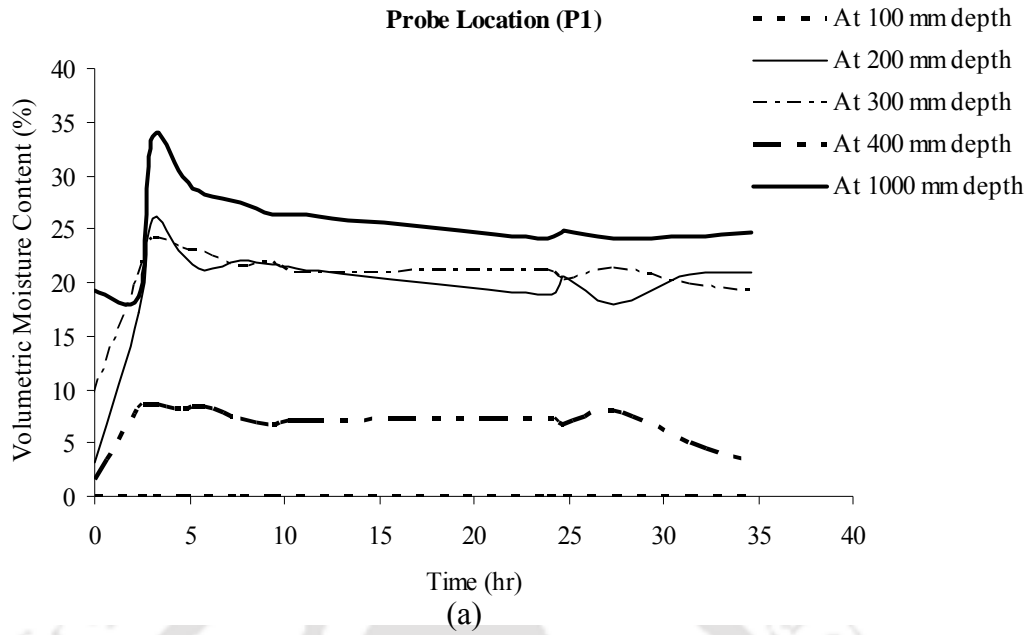 Probe Location (P1)
At 100 mm depth
At 200 mm depth
At 300 mm depth
At 400 mm depth
At 1000 mm depth
Volumetric Moisture Content (%)
40
35
30
25
20
15
10
5
0
0 5 10 15 20 25 30 35 40
Time (hr)
(a)